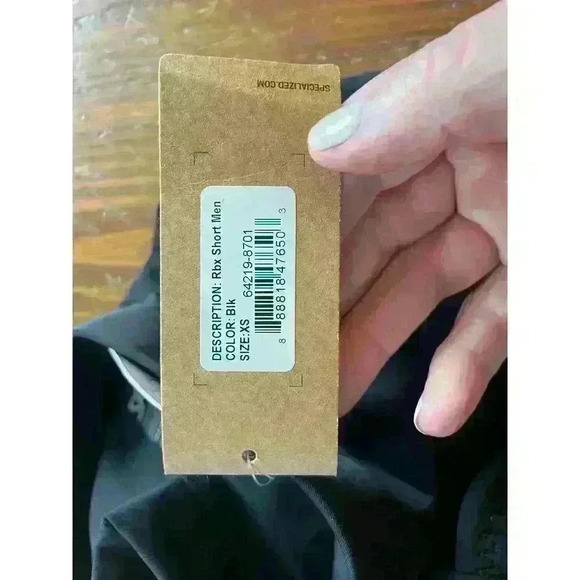 SPECIALIZED.COM
DESCRIPTION: Rbx Short Men
COLOR: Blk
SIZE:XS 64219-8701
8 88818 47650 3